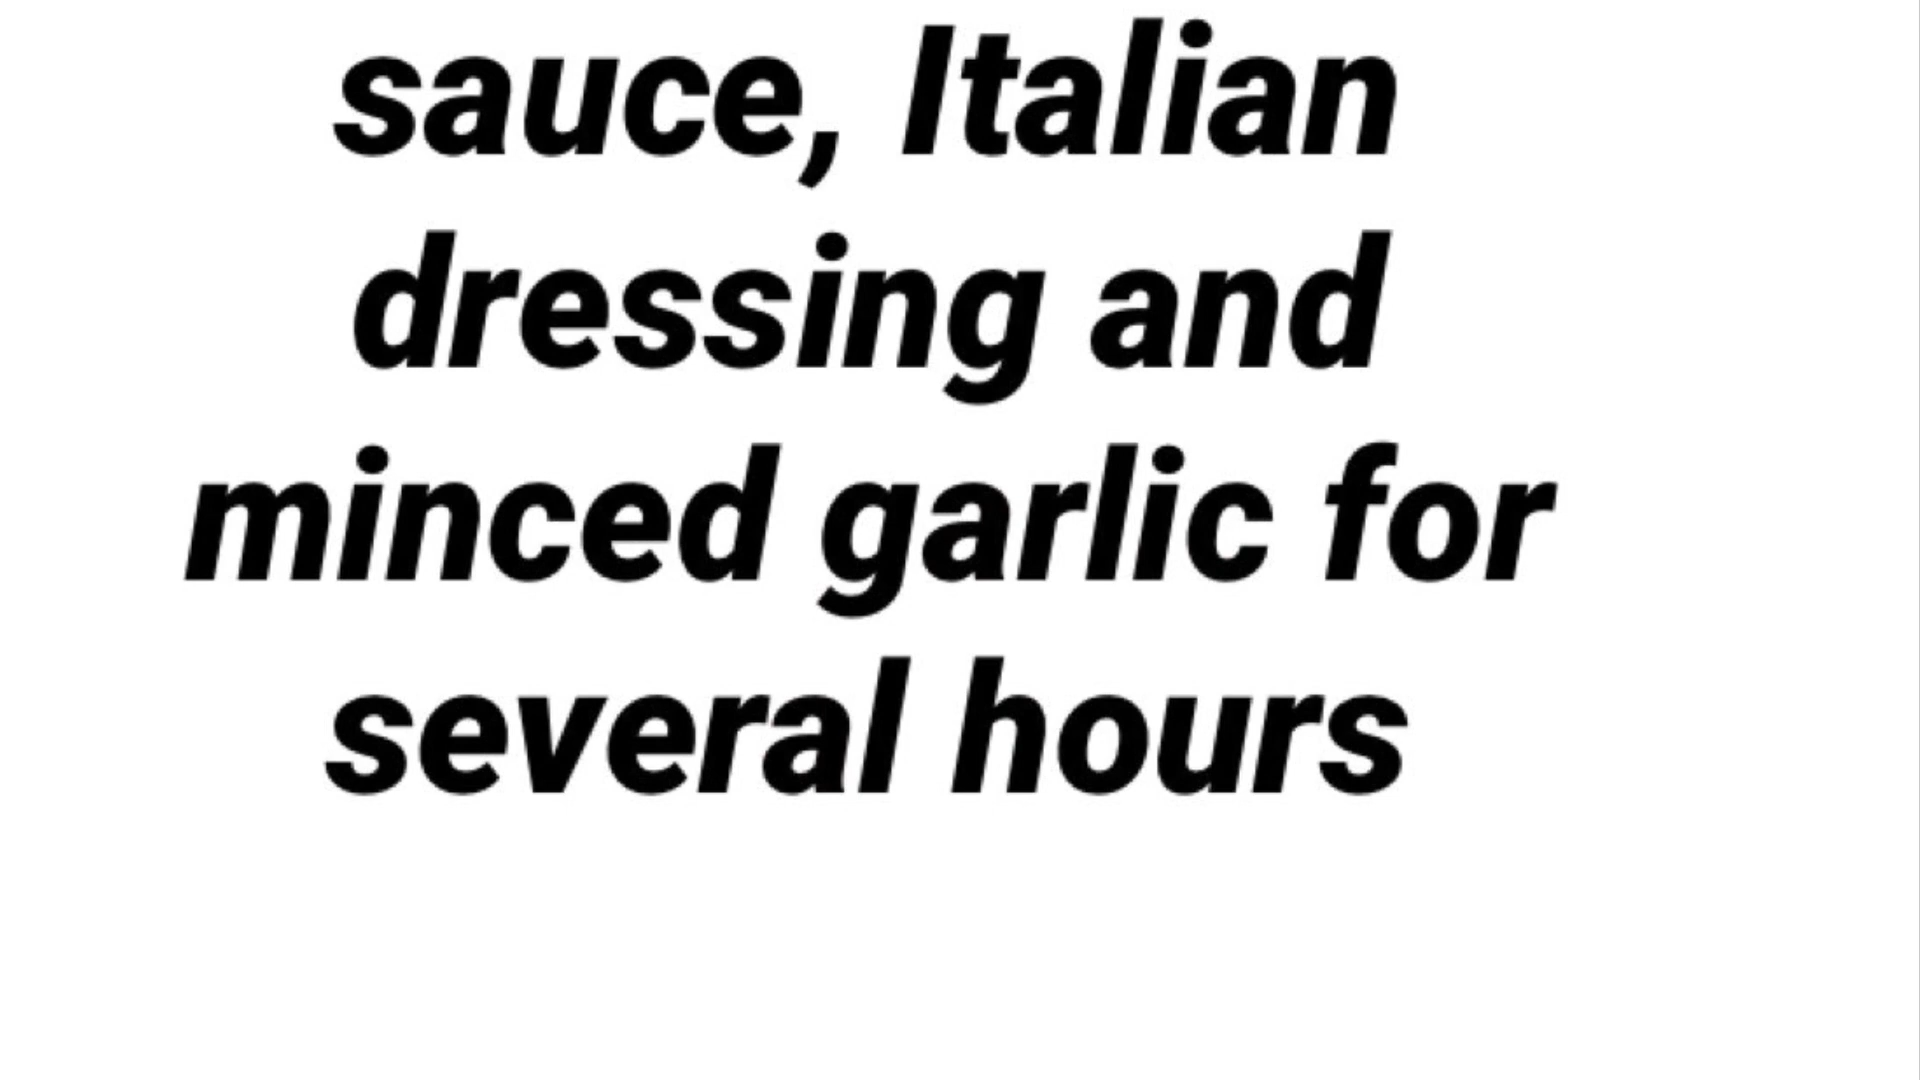 sauce, Italian
dressing and
minced garlic for
several hours